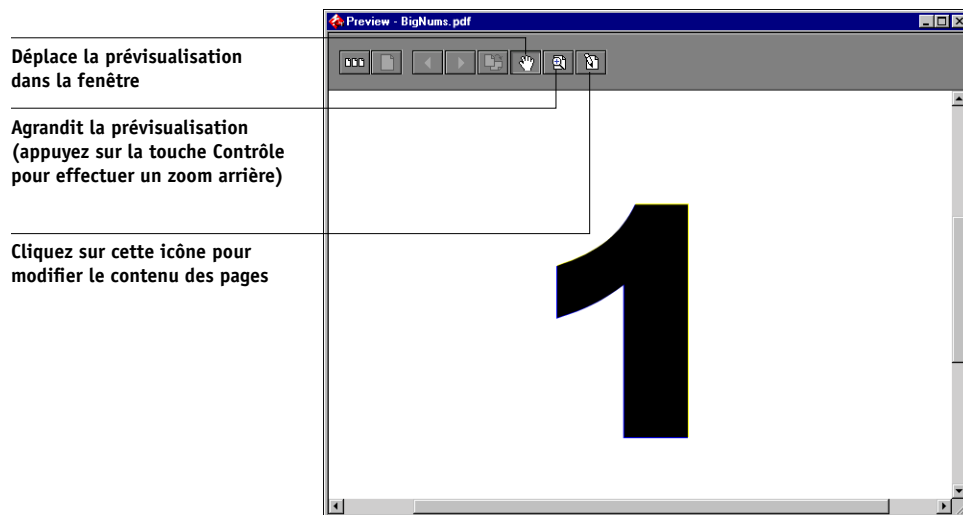 Preview - BigNums.pdf
Déplace la prévisualisation
dans la fenêtre
Agrandit la prévisualisation
(appuyez sur la touche Contrôle
pour effectuer un zoom arrière)
Cliquez sur cette icône pour
modifier le contenu des pages
1